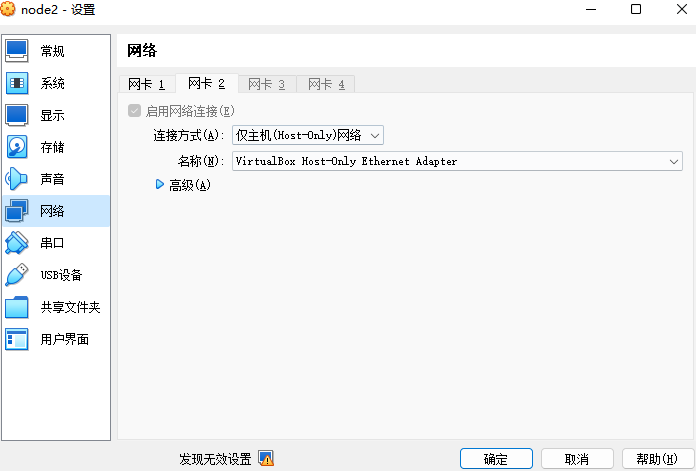 node2 - 设置
常规
系统
显示
存储
声音
网络
串口
USB设备
共享文件夹
用户界面
网络
网卡 1 网卡 2 网卡 3 网卡 4
启用网络连接(E)
连接方式(A): 仅主机(Host-Only)网络
名称(N): VirtualBox Host-Only Ethernet Adapter
高级(A)
发现无效设置 确定 取消 帮助(H)